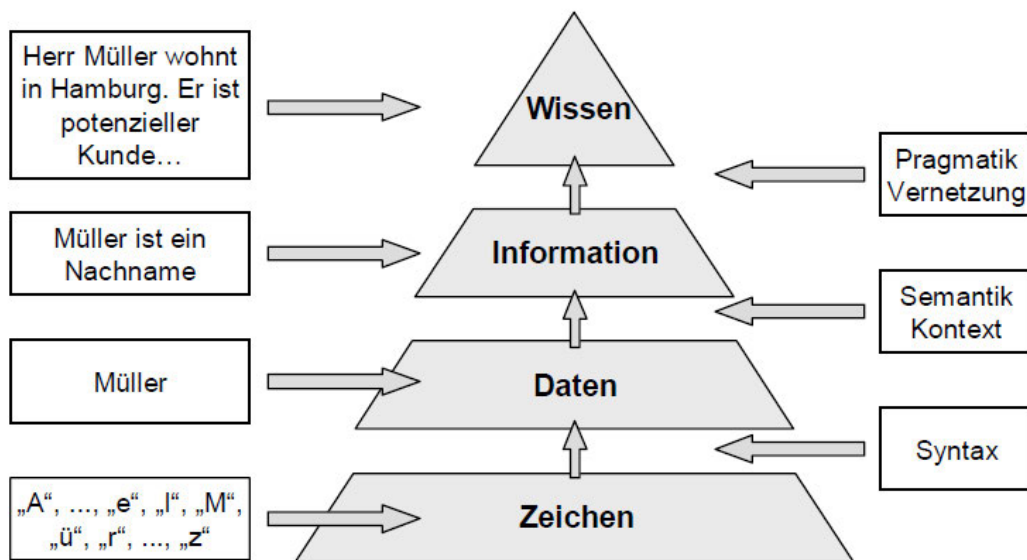 Herr Müller wohnt
in Hamburg. Er ist
potenzieller
Kunde…
Wissen
Pragmatik
Vernetzung
Müller ist ein
Nachname
Information
Semantik
Kontext
Müller
Daten
Syntax
„A“, ..., „e“, „l“, „M“,
„ü“, „r“, ..., „z“
Zeichen